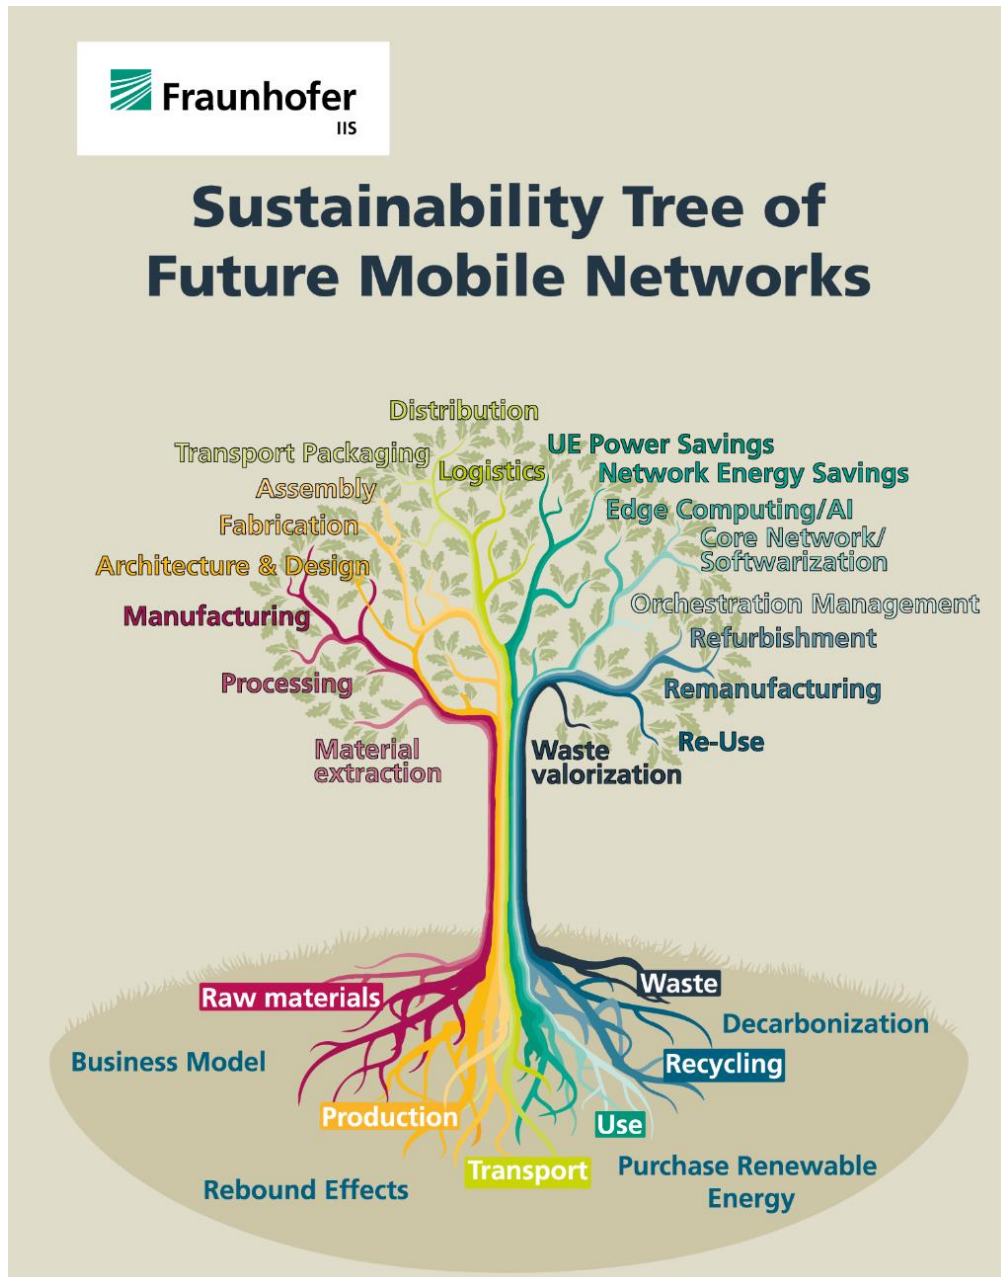 Fraunhofer
IIS
Sustainability Tree of
Future Mobile Networks
Distribution
Transport Packaging
Logistics
UE Power Savings
Assembly
Network Energy Savings
Fabrication
Edge Computing/AI
Core Network/
Softwarization
Architecture & Design
Orchestration Management
Manufacturing
Refurbishment
Processing
Remanufacturing
Material
extraction
Waste
valorization
Re-Use
Raw materials
Waste
Decarbonization
Business Model
Recycling
Production
Use
Transport
Purchase Renewable
Energy
Rebound Effects